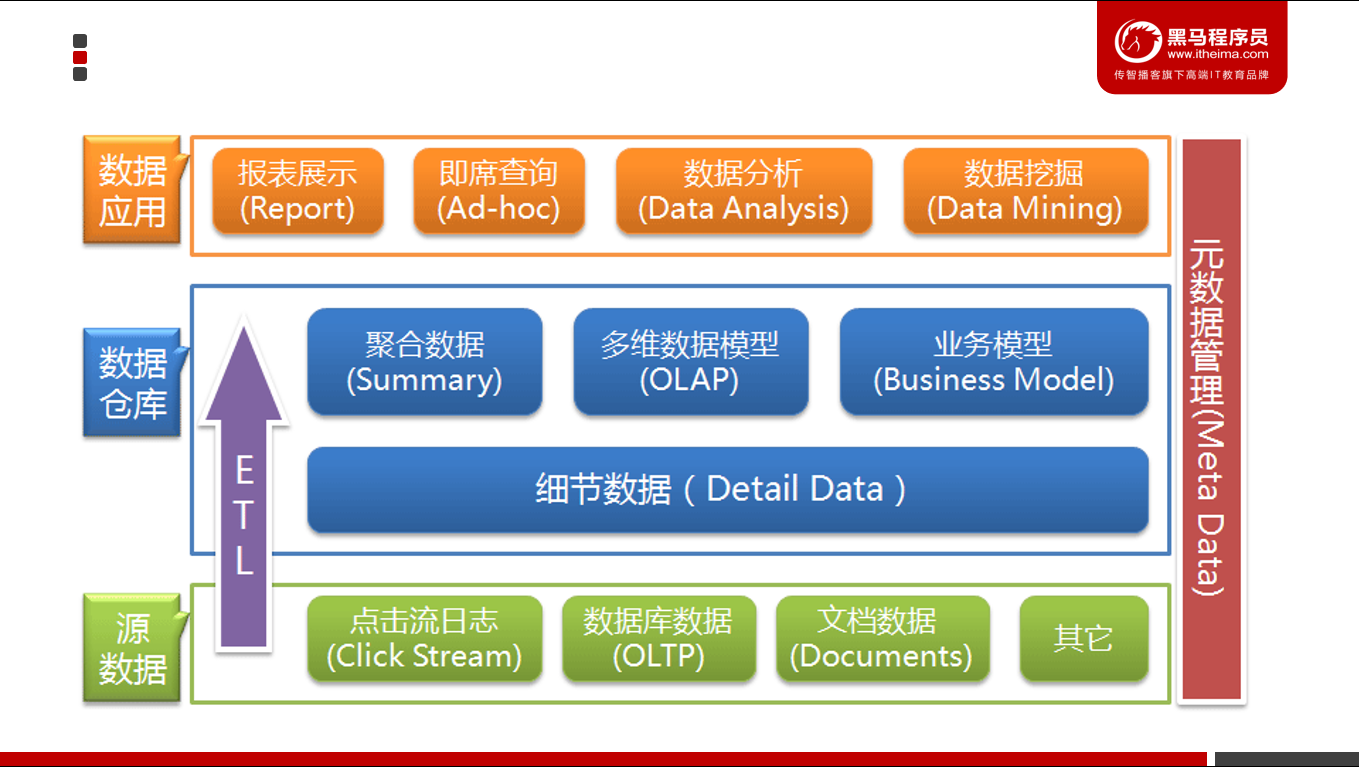 黑马程序员
www.itheima.com
传智播客旗下高端IT教育品牌
数据
应用
报表展示
(Report)
即席查询
(Ad-hoc)
数据分析
(Data Analysis)
数据挖掘
(Data Mining)
数据
仓库
聚合数据
(Summary)
多维数据模型
(OLAP)
业务模型
(Business Model)
细节数据（Detail Data）
E
T
L
源
数据
点击流日志
(Click Stream)
数据库数据
(OLTP)
文档数据
(Documents)
其它
元数据管理(Meta Data)